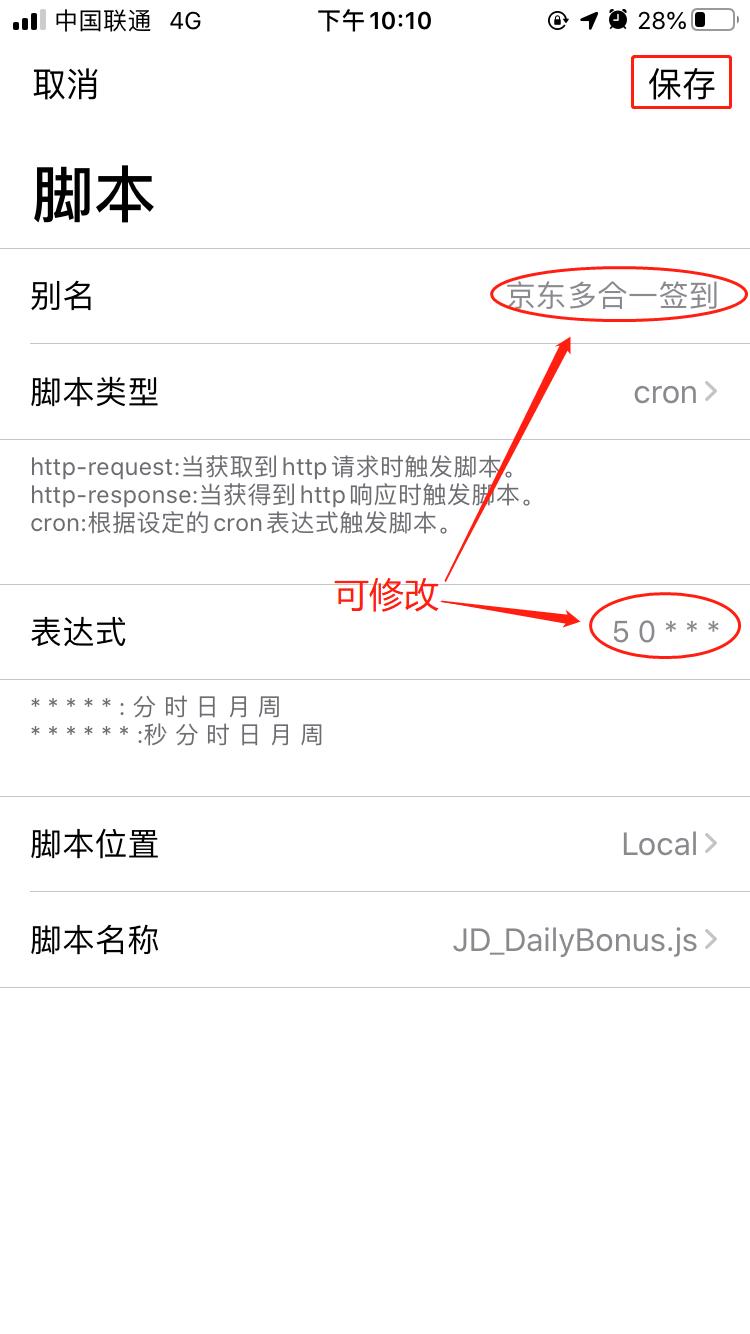 中国联通 4G 下午10:10 28%
取消 保存
脚本
别名 京东多合一签到
脚本类型 cron
http-request:当获取到http请求时触发脚本。
http-response:当获得到http响应时触发脚本。
cron:根据设定的cron表达式触发脚本。
可修改
表达式 5 0 * * *
* * * * * : 分 时 日 月 周
* * * * * * :秒 分 时 日 月 周
脚本位置 Local
脚本名称 JD_DailyBonus.js